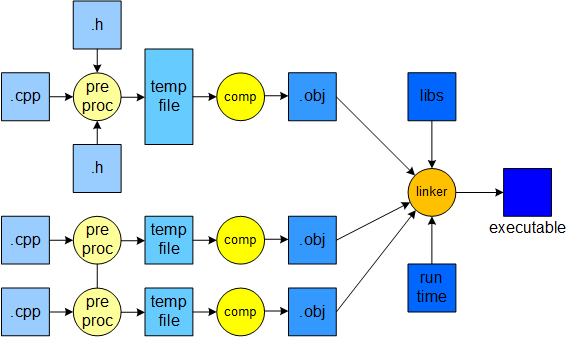 .h
.cpp
pre
proc
temp
file
comp
.obj
libs
.h
linker
executable
.cpp
pre
proc
temp
file
comp
.obj
run
time
.cpp
pre
proc
temp
file
comp
.obj